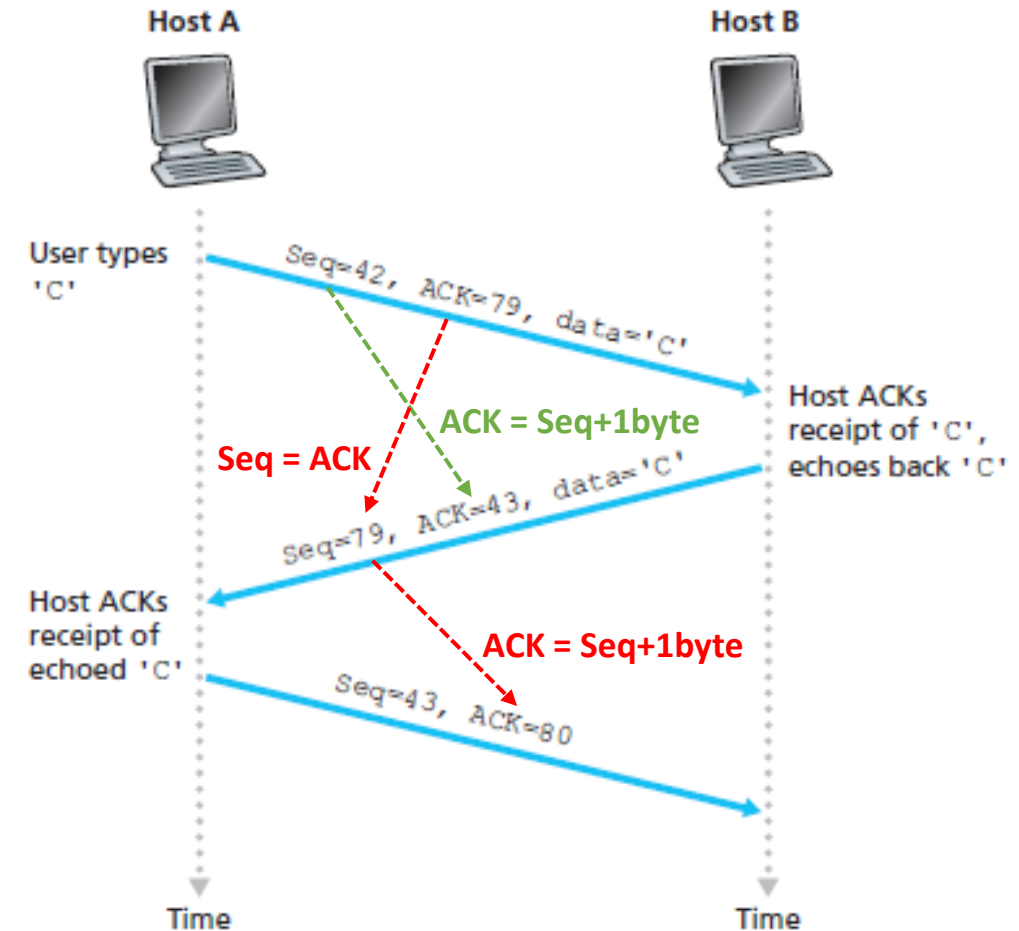 Host A
Host B
User types
'C'
Seq=42, ACK=79, data='C'
Host ACKs
receipt of 'C',
echoes back 'C'
ACK = Seq+1byte
Seq = ACK
Seq=79, ACK=43, data='C'
Host ACKs
receipt of
echoed 'C'
ACK = Seq+1byte
Seq=43, ACK=80
Time
Time